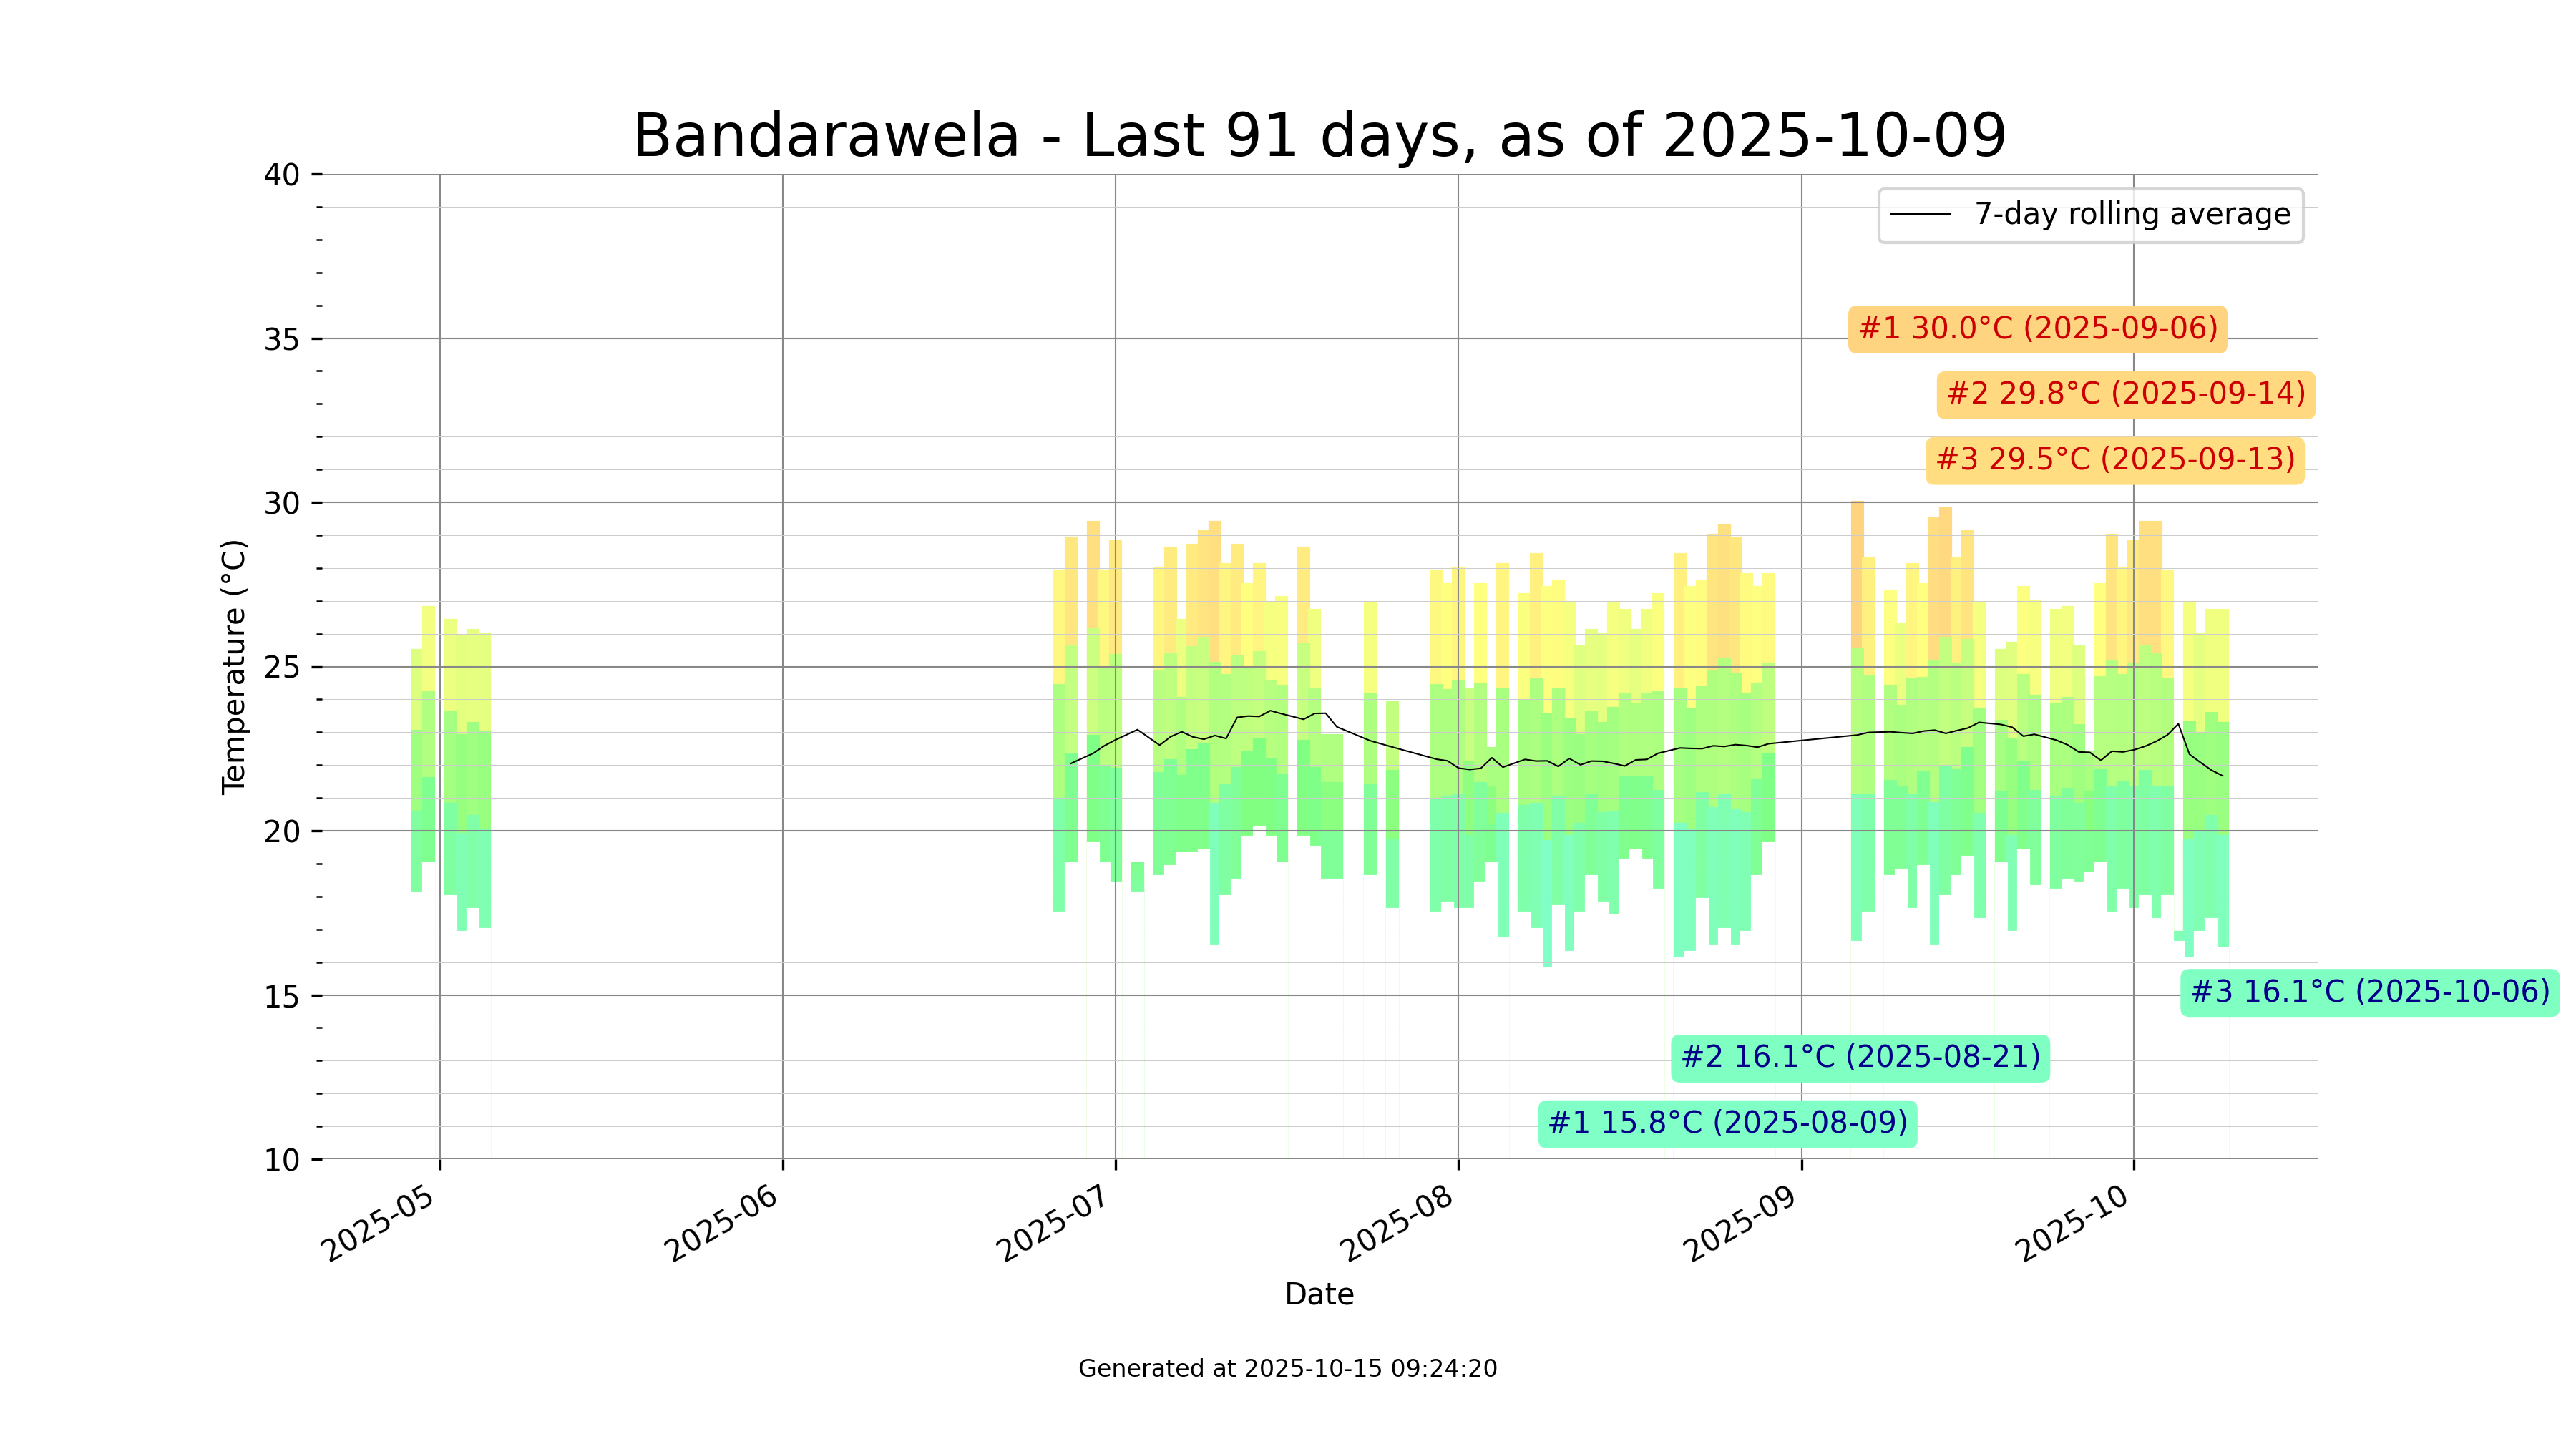 Bandarawela - Last 91 days, as of 2025-10-09
40
35
30
25
20
15
10
Temperature (°C)
7-day rolling average
#1 30.0°C (2025-09-06)
#2 29.8°C (2025-09-14)
#3 29.5°C (2025-09-13)
#3 16.1°C (2025-10-06)
#2 16.1°C (2025-08-21)
#1 15.8°C (2025-08-09)
2025-05
2025-06
2025-07
2025-08
2025-09
2025-10
Date
Generated at 2025-10-15 09:24:20